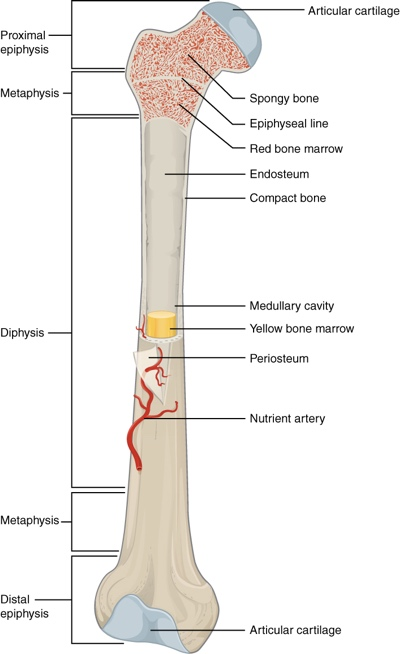 Articular cartilage
Proximal
epiphysis
Metaphysis
Spongy bone
Epiphyseal line
Red bone marrow
Endosteum
Compact bone
Medullary cavity
Yellow bone marrow
Diphysis
Periosteum
Nutrient artery
Metaphysis
Distal
epiphysis
Articular cartilage